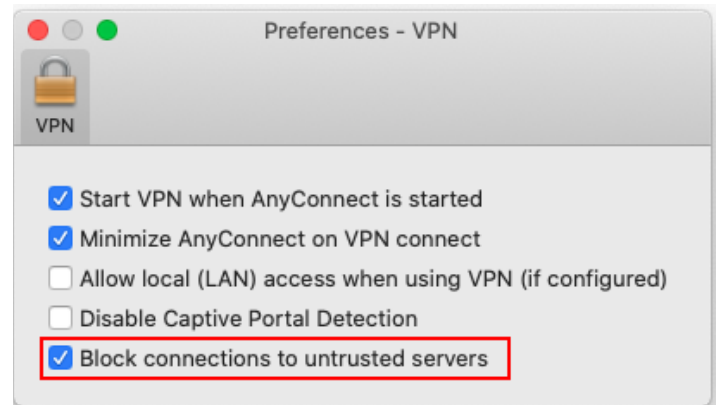 Preferences - VPN
VPN
Start VPN when AnyConnect is started
Minimize AnyConnect on VPN connect
Allow local (LAN) access when using VPN (if configured)
Disable Captive Portal Detection
Block connections to untrusted servers